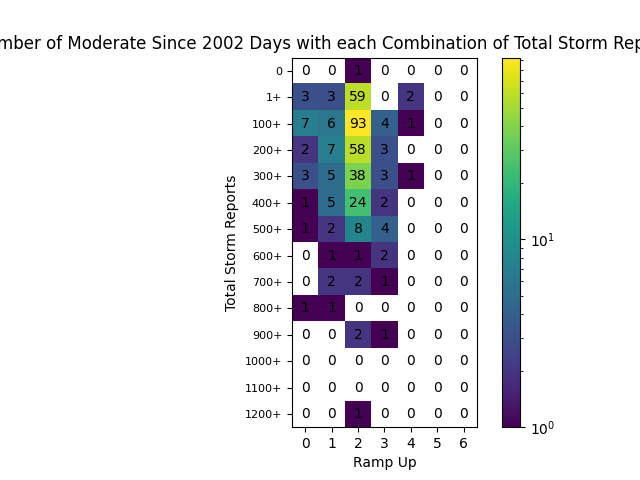 mber of Moderate Since 2002 Days with each Combination of Total Storm Rep
0 0 0 1 0 0 0 0
1+ 3 3 59 0 2 0 0
100+ 7 6 93 4 1 0 0
200+ 2 7 58 3 0 0 0
300+ 3 5 38 3 1 0 0
400+ 1 5 24 2 0 0 0
500+ 1 2 8 4 0 0 0
600+ 0 1 1 2 0 0 0
700+ 0 2 2 1 0 0 0
800+ 1 1 0 0 0 0 0
900+ 0 0 2 1 0 0 0
1000+ 0 0 0 0 0 0 0
1100+ 0 0 0 0 0 0 0
1200+ 0 0 1 0 0 0 0
0 1 2 3 4 5 6
Ramp Up
Total Storm Reports
10¹
10⁰